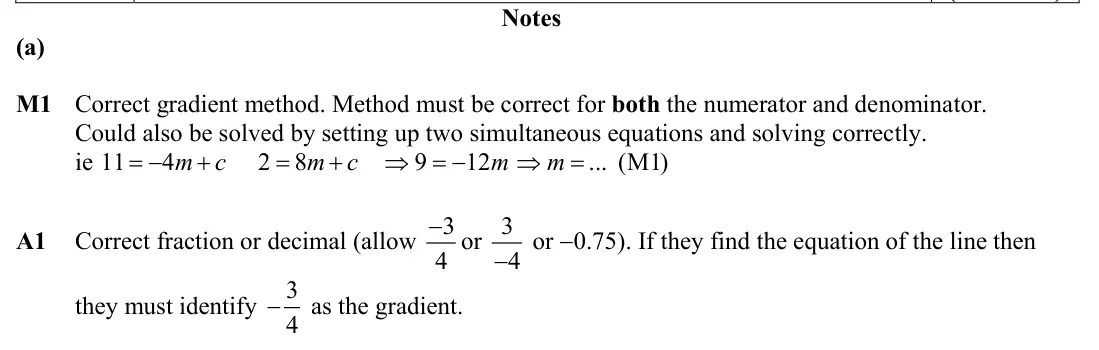 Notes
(a)
M1 Correct gradient method. Method must be correct for both the numerator and denominator.
Could also be solved by setting up two simultaneous equations and solving correctly.
ie 11 = −4m + c 2 = 8m + c ⇒ 9 = −12m ⇒ m = ... (M1)
A1 Correct fraction or decimal (allow −3/4 or 3/−4 or −0.75). If they find the equation of the line then
they must identify −3/4 as the gradient.